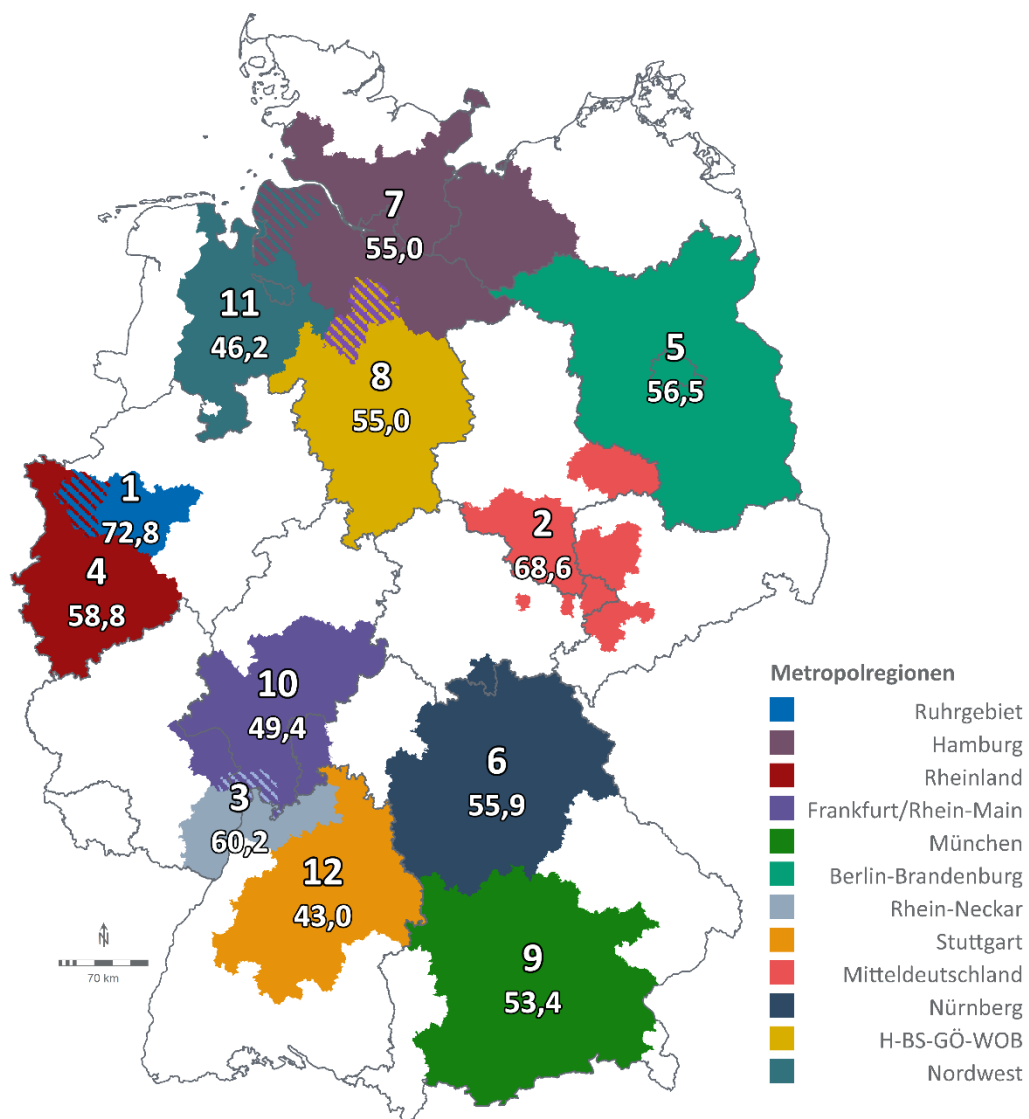 7
55,0
11
46,2
5
56,5
8
55,0
1
72,8
2
68,6
4
58,8
10
49,4
6
55,9
3
60,2
12
43,0
9
53,4
N
70 km
Metropolregionen
Ruhrgebiet
Hamburg
Rheinland
Frankfurt/Rhein-Main
München
Berlin-Brandenburg
Rhein-Neckar
Stuttgart
Mitteldeutschland
Nürnberg
H-BS-GÖ-WOB
Nordwest